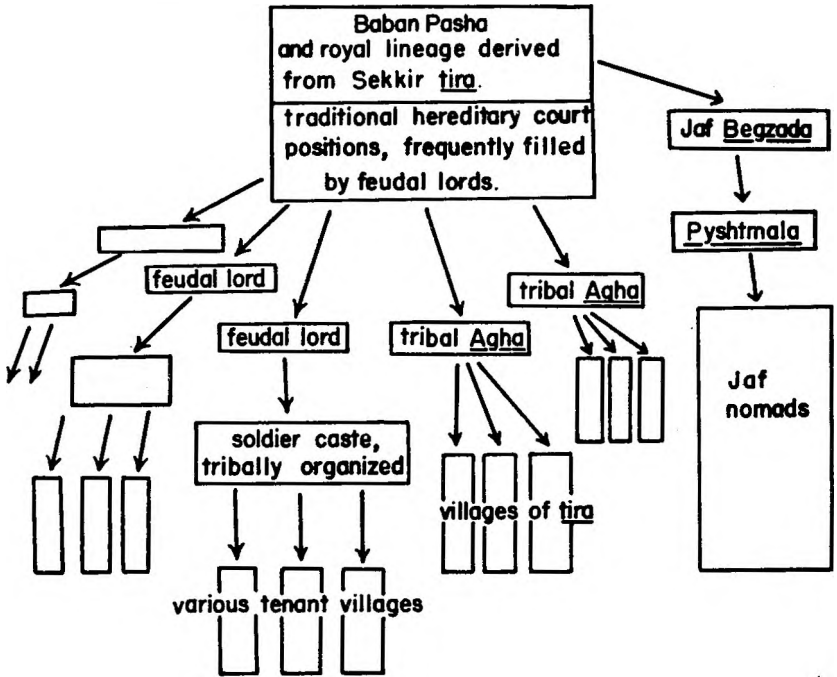 Baban Pasha
and royal lineage derived
from Sekkir tira.
traditional hereditary court
positions, frequently filled
by feudal lords.
Jaf Begzada
Pyshtmala
feudal lord
tribal Agha
feudal lord
tribal Agha
Jaf
nomads
soldier caste,
tribally organized
villages of tira
various tenant villages